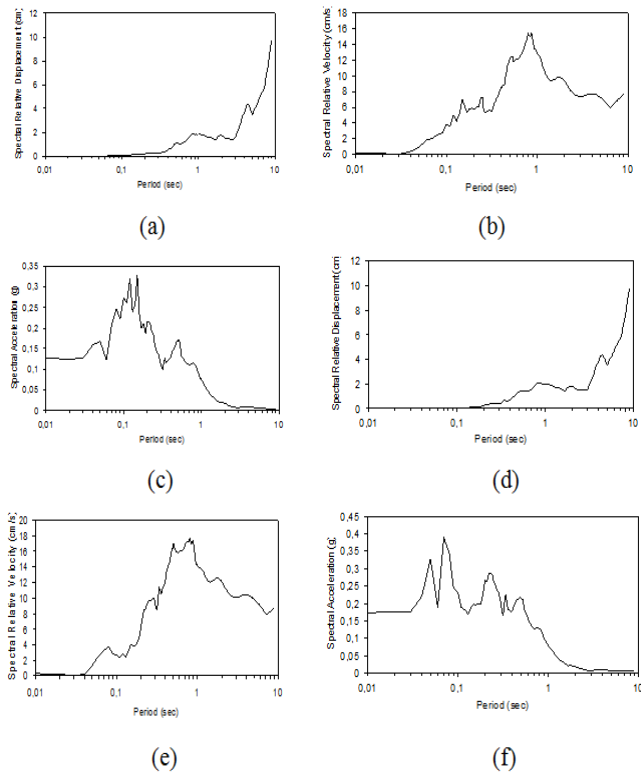 Spectral Relative Displacement (cm)
12
10
8
6
4
2
0
0,01 0,1 1 10
Period (sec)
(a)
Spectral Relative Velocity (cm/s)
18
16
14
12
10
8
6
4
2
0
0,01 0,1 1 10
Period (sec)
(b)
Spectral Acceleration (g)
0,35
0,3
0,25
0,2
0,15
0,1
0,05
0
0,01 0,1 1 10
Period (sec)
(c)
Spectral Relative Displacement (cm
12
10
8
6
4
2
0
0,01 0,1 1 10
Period (sec)
(d)
Spectral Relative Velocity (cm/s)
20
18
16
14
12
10
8
6
4
2
0
0,01 0,1 1 10
Period (sec)
(e)
Spectral Acceleration (g)
0,45
0,4
0,35
0,3
0,25
0,2
0,15
0,1
0,05
0
0,01 0,1 1 10
Period (sec)
(f)